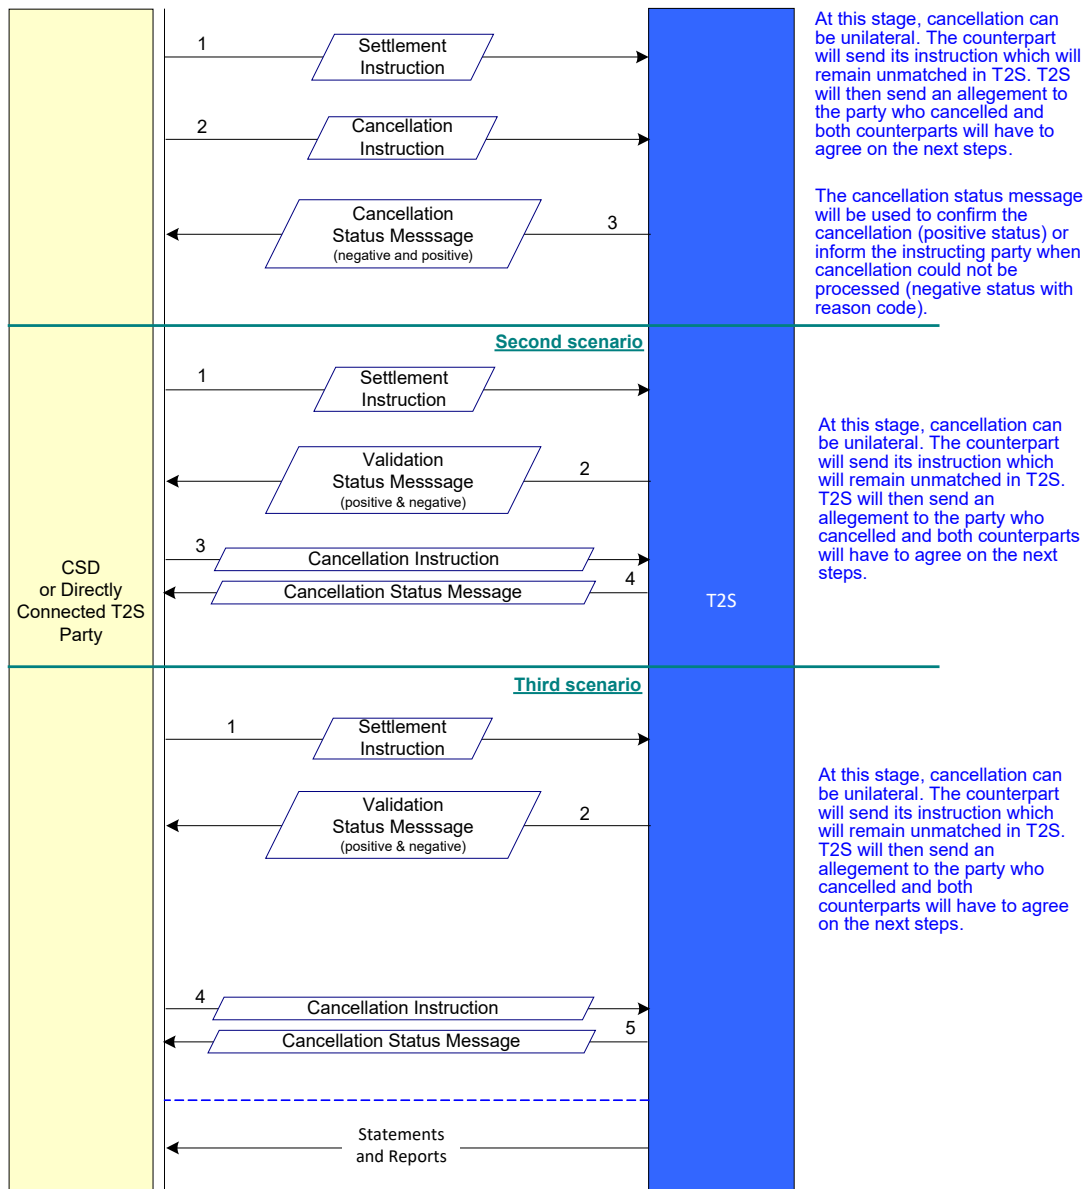 1
Settlement
Instruction
At this stage, cancellation can
be unilateral. The counterpart
will send its instruction which will
remain unmatched in T2S. T2S
will then send an allegement to
the party who cancelled and
both counterparts will have to
agree on the next steps.
2
Cancellation
Instruction
Cancellation
Status Messsage
(negative and positive)
3
The cancellation status message
will be used to confirm the
cancellation (positive status) or
inform the instructing party when
cancellation could not be
processed (negative status with
reason code).
Second scenario
1
Settlement
Instruction
Validation
Status Messsage
(positive & negative)
2
At this stage, cancellation can
be unilateral. The counterpart
will send its instruction which
will remain unmatched in T2S.
T2S will then send an
allegement to the party who
cancelled and both counterparts
will have to agree on the next
steps.
3
Cancellation Instruction
Cancellation Status Message
4
CSD
or Directly
Connected T2S
Party
T2S
Third scenario
1
Settlement
Instruction
Validation
Status Messsage
(positive & negative)
2
At this stage, cancellation can
be unilateral. The counterpart
will send its instruction which
will remain unmatched in T2S.
T2S will then send an
allegement to the party who
cancelled and both
counterparts will have to agree
on the next steps.
4
Cancellation Instruction
Cancellation Status Message
5
Statements
and Reports